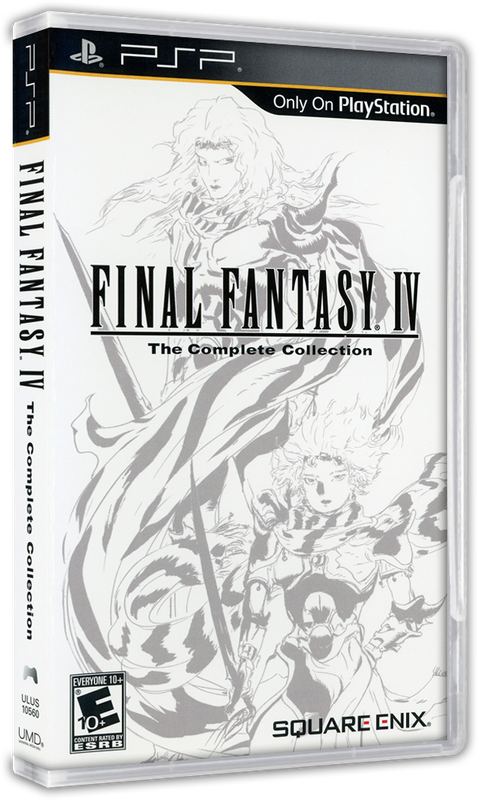 PSP
FINAL FANTASY. IV
The Complete Collection
ULUS
10560
UMD
PSP®
Only On PlayStation®
FINAL FANTASY® IV
The Complete Collection
EVERYONE 10+
E
10+
®
CONTENT RATED BY
ESRB
SQUARE ENIX®